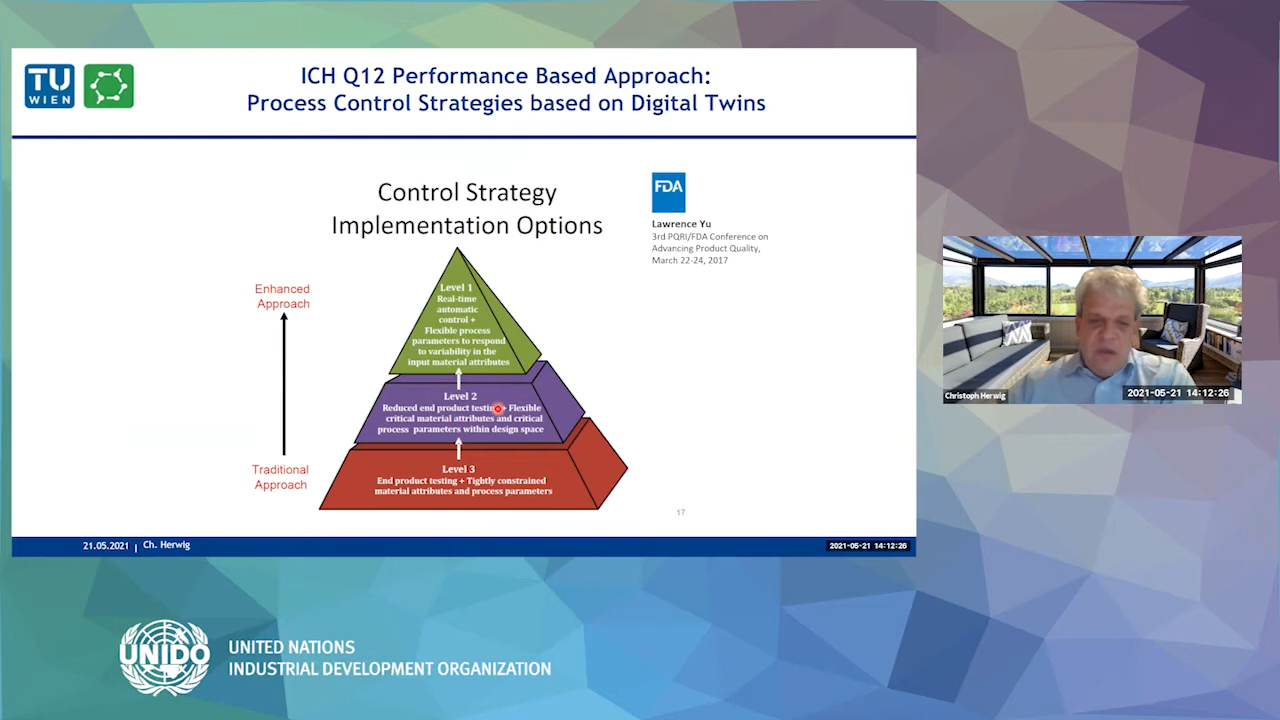 TU
WIEN
ICH Q12 Performance Based Approach:
Process Control Strategies based on Digital Twins
Control Strategy
Implementation Options
FDA
Lawrence Yu
3rd PQRI/FDA Conference on
Advancing Product Quality,
March 22-24, 2017
Enhanced
Approach
Level 1
Real-time
automatic
control +
Flexible process
parameters to respond
to variability in the
input material attributes
Level 2
Reduced end product testing + Flexible
critical material attributes and critical
process parameters within design space
Traditional
Approach
Level 3
End product testing + Tightly constrained
material attributes and process parameters
17
21.05.2021 | Ch. Herwig
2021-05-21 14:12:26
Christoph Herwig
2021-05-21 14:12:26
UNIDO
UNITED NATIONS
INDUSTRIAL DEVELOPMENT ORGANIZATION